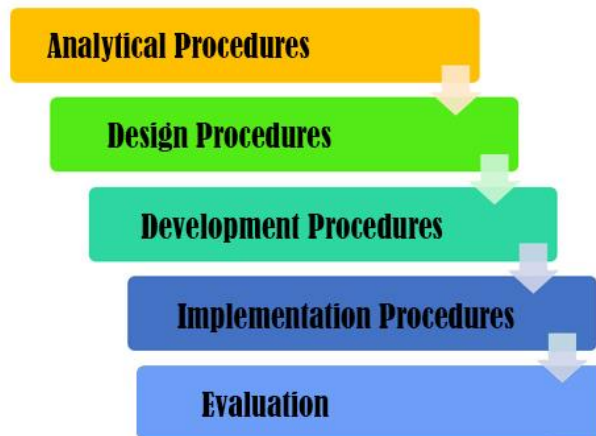 Analytical Procedures
Design Procedures
Development Procedures
Implementation Procedures
Evaluation